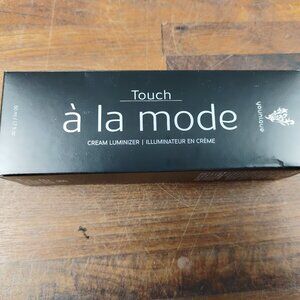 Touch
à la mode
CREAM LUMINIZER | ILLUMINATEUR EN CRÈME
younique